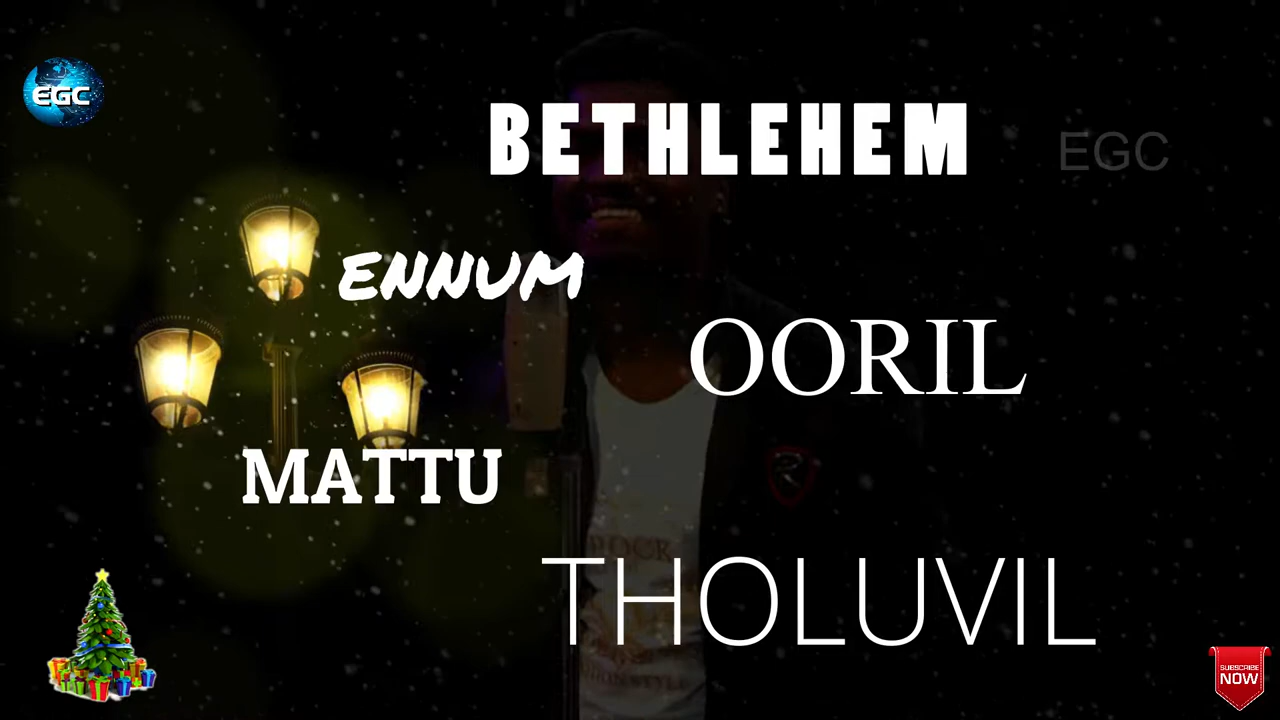 EGC
BETHLEHEM
EGC
ENNUM
OORIL
MATTU
THOLUVIL
SUBSCRIBE
NOW